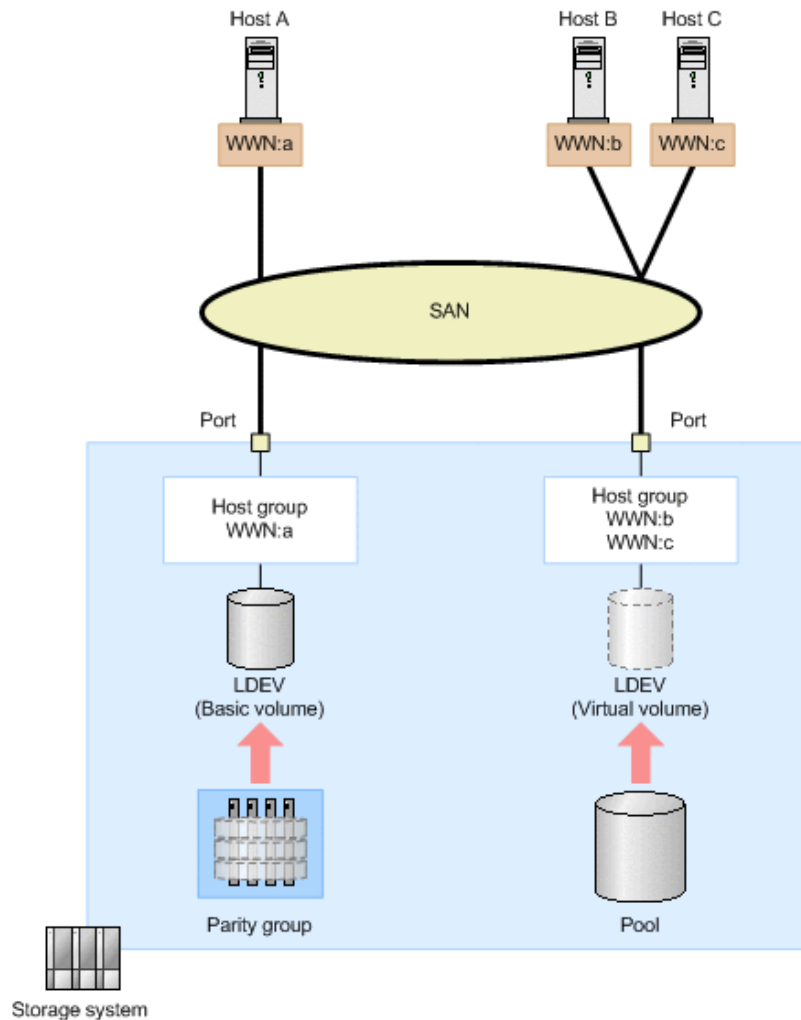 Host A
Host B
Host C
WWN:a
WWN:b
WWN:c
SAN
Port
Port
Host group
WWN:a
Host group
WWN:b
WWN:c
LDEV
(Basic volume)
LDEV
(Virtual volume)
Parity group
Pool
Storage system